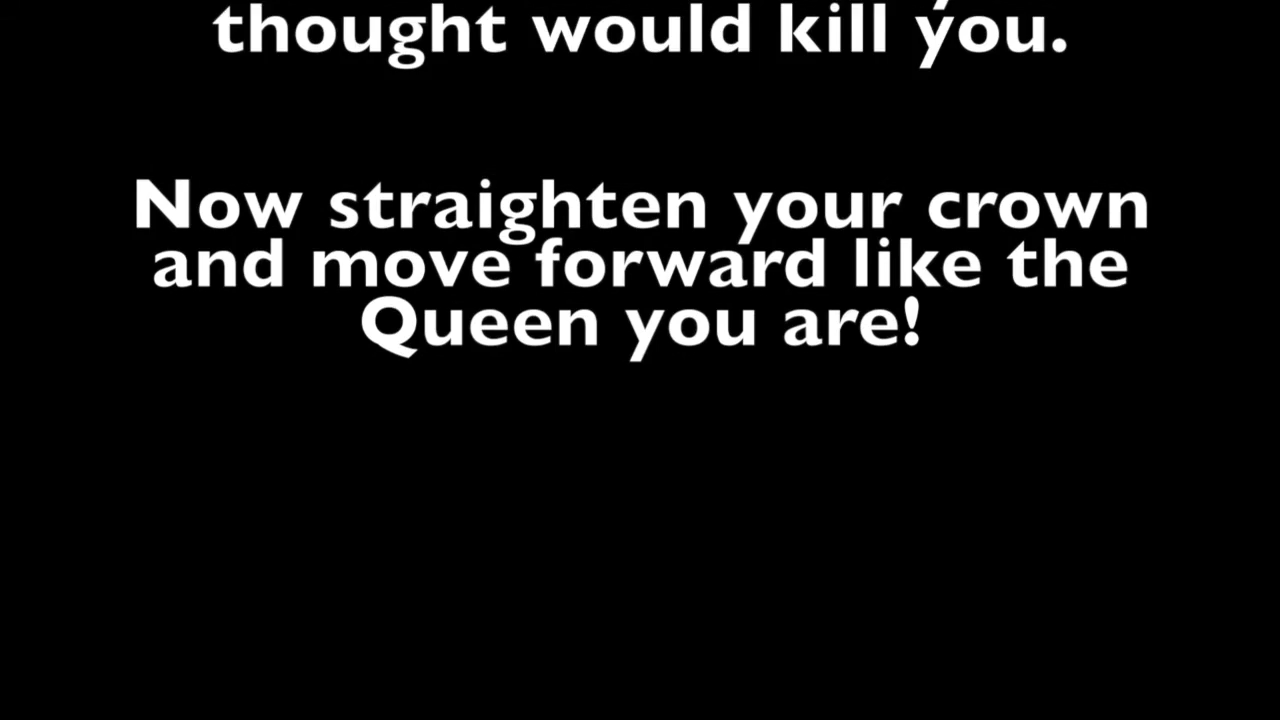 thought would kill you.
Now straighten your crown
and move forward like the
Queen you are!